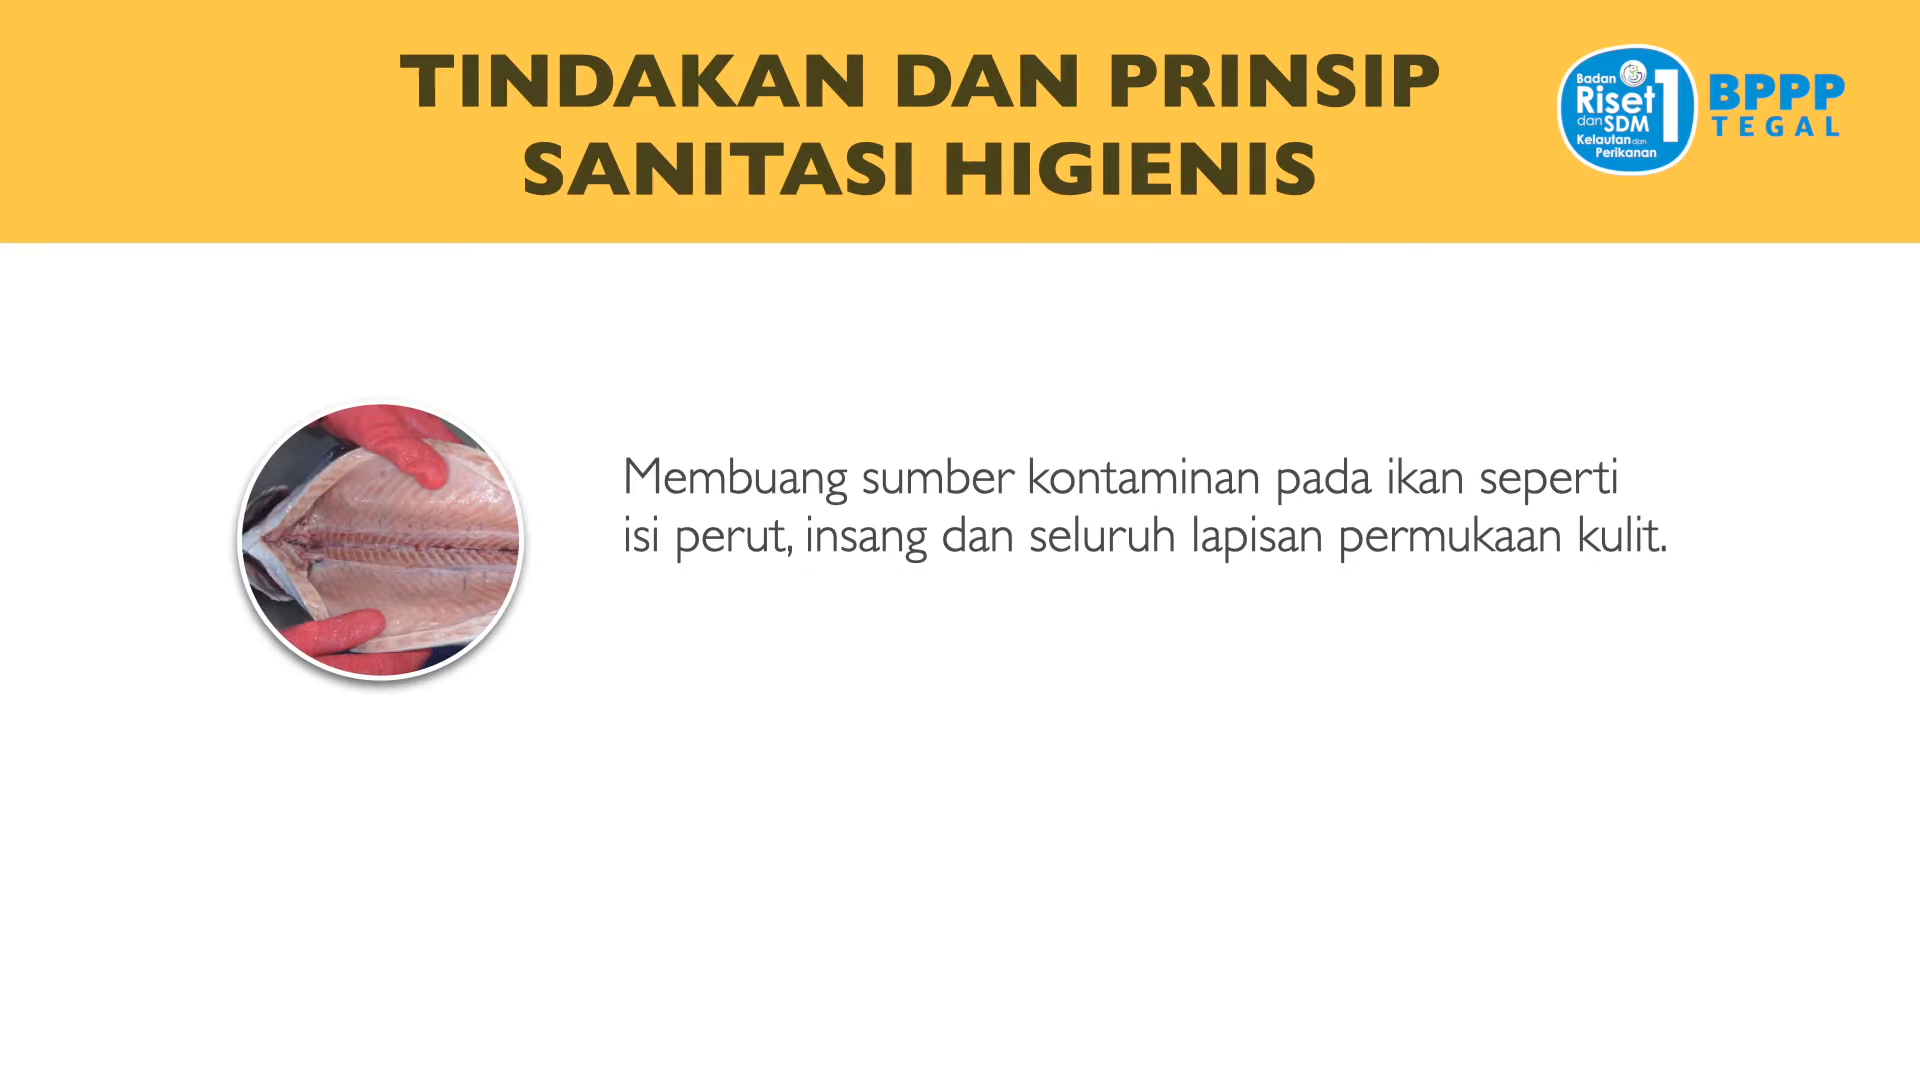 TINDAKAN DAN PRINSIP
SANITASI HIGIENIS
Badan
Riset
dan SDM
Kelautan dan
Perikanan
1
BPPP
TEGAL
Membuang sumber kontaminan pada ikan seperti
isi perut, insang dan seluruh lapisan permukaan kulit.